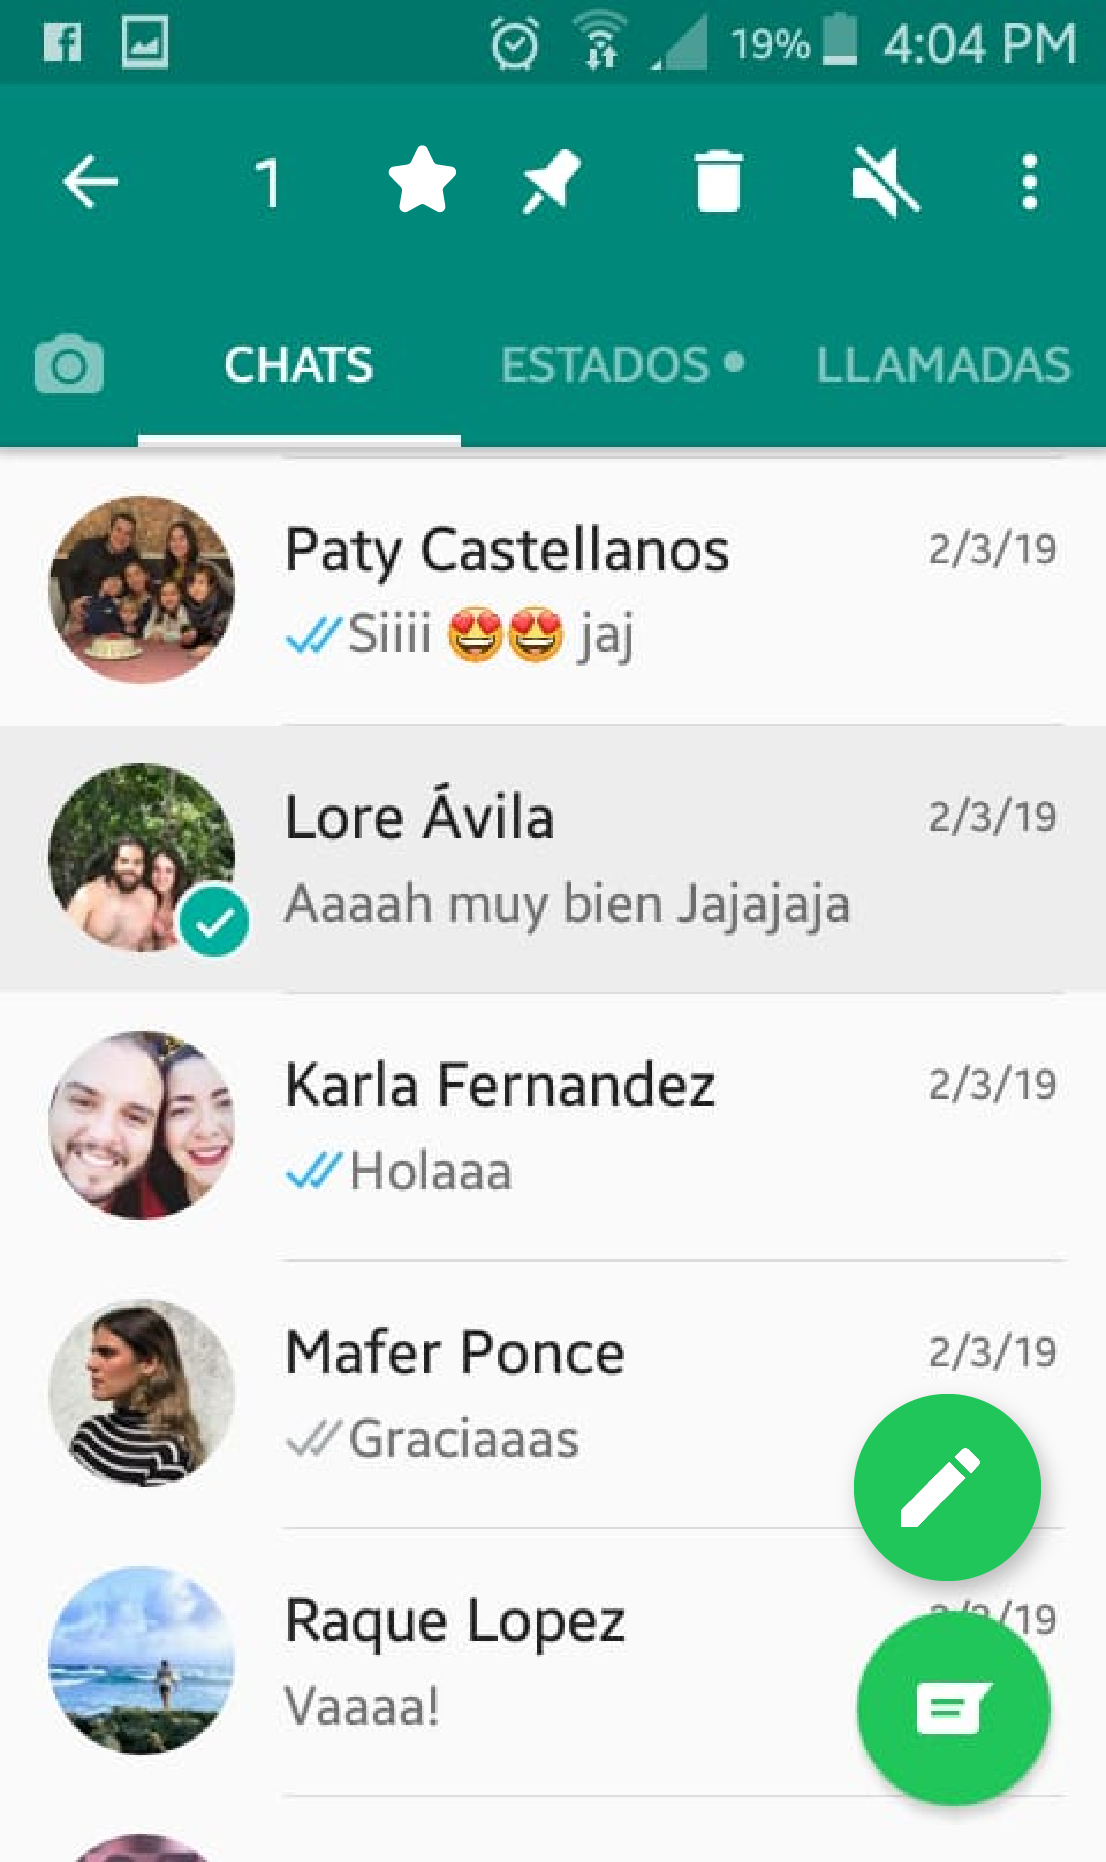 19% 4:04 PM
1
CHATS ESTADOS • LLAMADAS
Paty Castellanos 2/3/19
Siiii 😍😍 jaj
Lore Ávila 2/3/19
Aaaah muy bien Jajajaja
Karla Fernandez 2/3/19
Holaaa
Mafer Ponce 2/3/19
Graciaaas
Raque Lopez /19
Vaaaa!